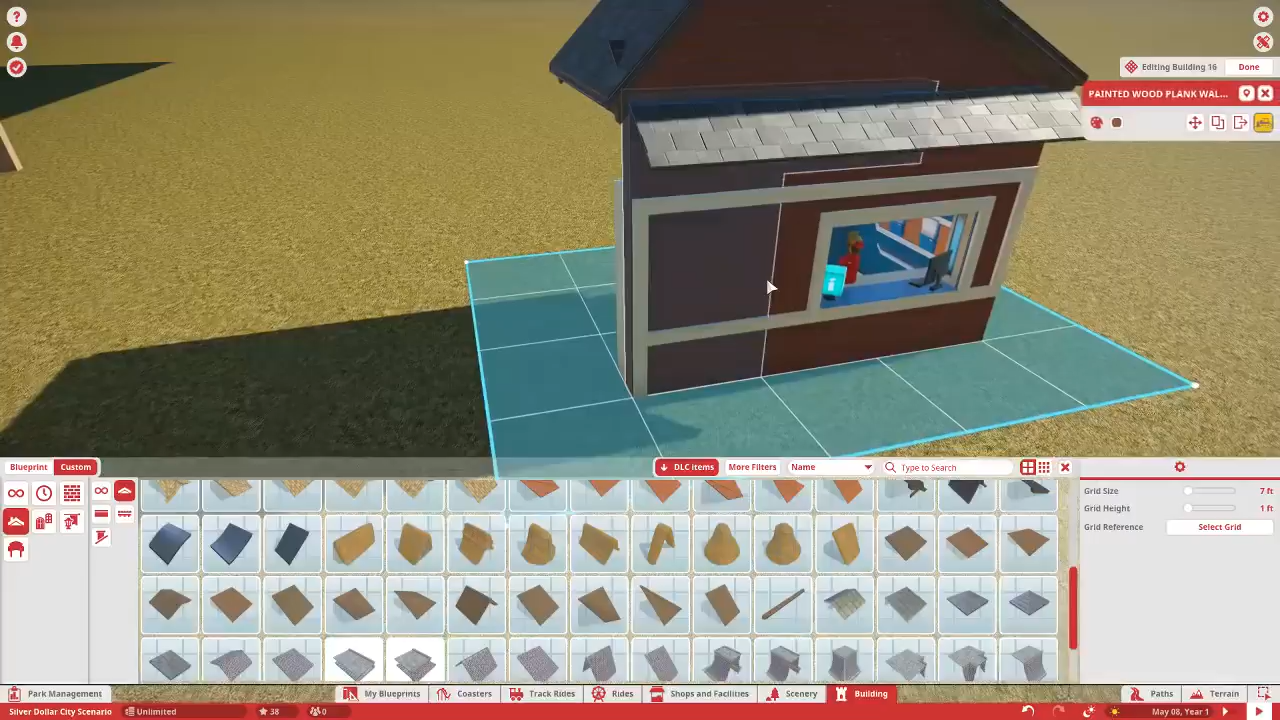 Editing Building 16 Done
PAINTED WOOD PLANK WAL...
Blueprint Custom DLC Items More Filters Name Type to Search
Grid Size 7 ft
Grid Height 1 ft
Grid Reference Select Grid
Park Management My Blueprints Coasters Track Rides Rides Shops and Facilities Scenery Building Paths Terrain
Silver Dollar City Scenario Unlimited 38 0 May 08, Year 1